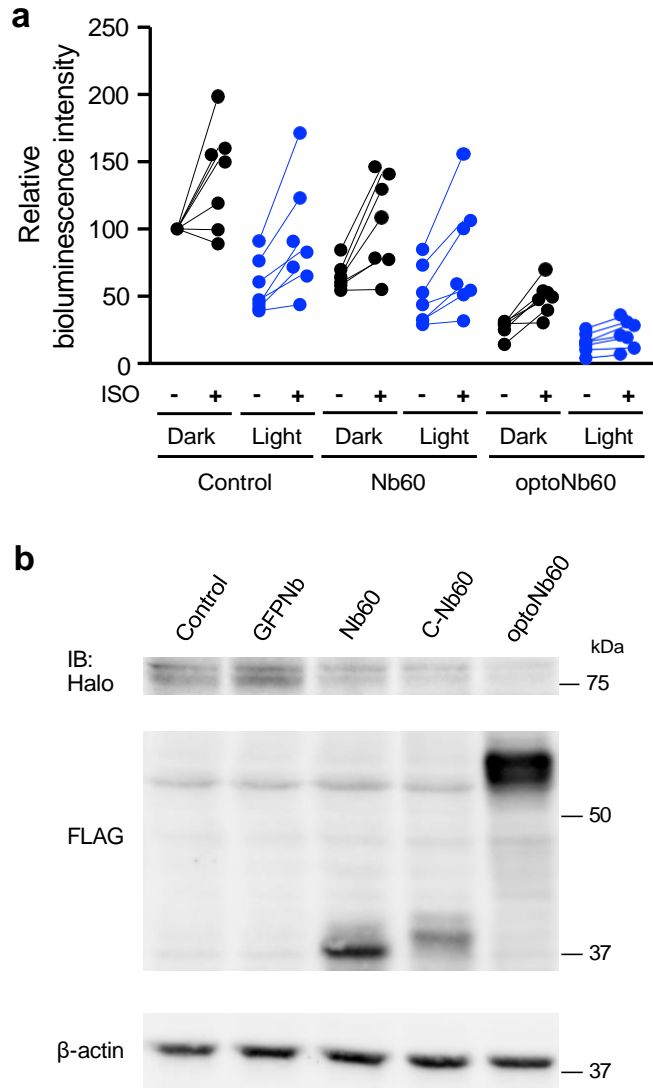 a
250
200
150
100
50
0
Relative
bioluminescence intensity
ISO - + - + - + - + - + - +
Dark Light Dark Light Dark Light
Control Nb60 optoNb60
b
Control GFPNb Nb60 C-Nb60 optoNb60
kDa
IB:
Halo
75
50
FLAG
37
β-actin
37